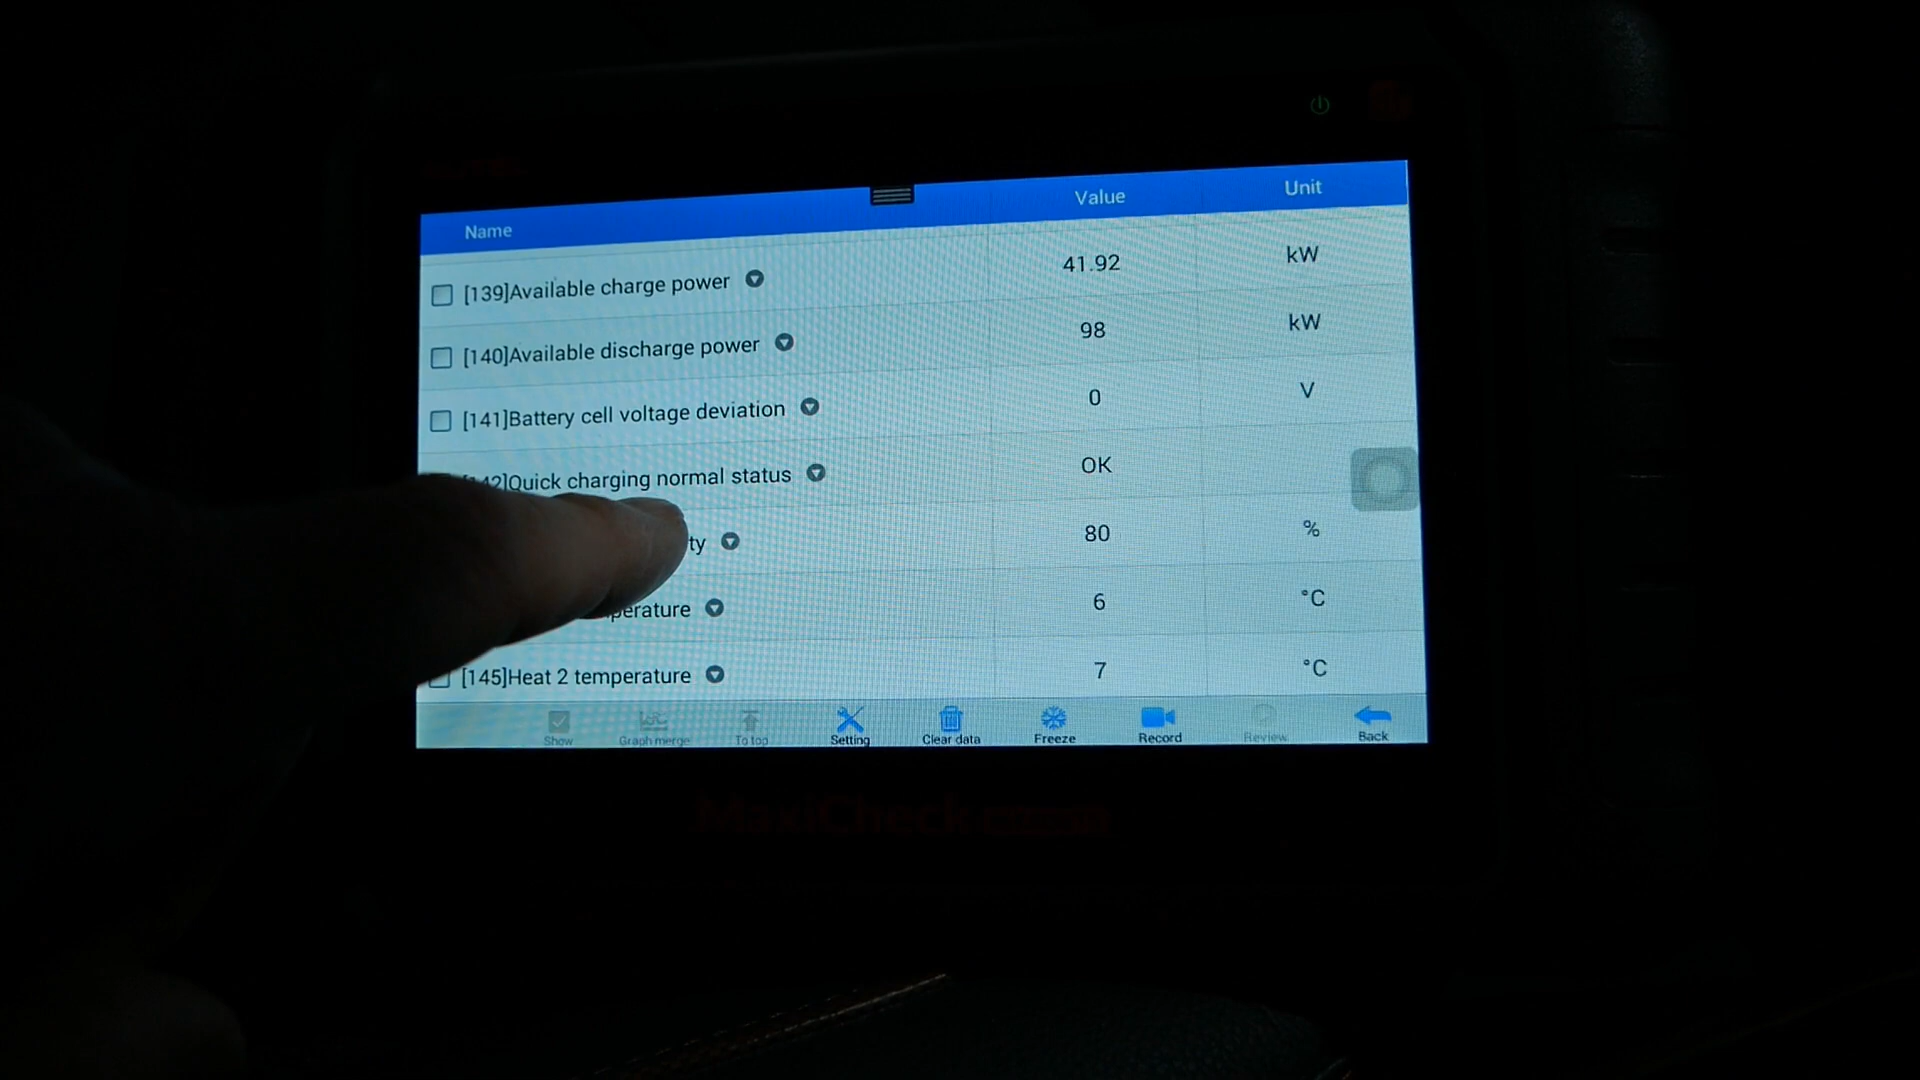 Name Value Unit
[139]Available charge power 41.92 kW
[140]Available discharge power 98 kW
[141]Battery cell voltage deviation 0 V
Quick charging normal status OK
80 %
6 °C
[145]Heat 2 temperature 7 °C
Show Graph merge To top Setting Clear data Freeze Record Review Back
MaxiCheck